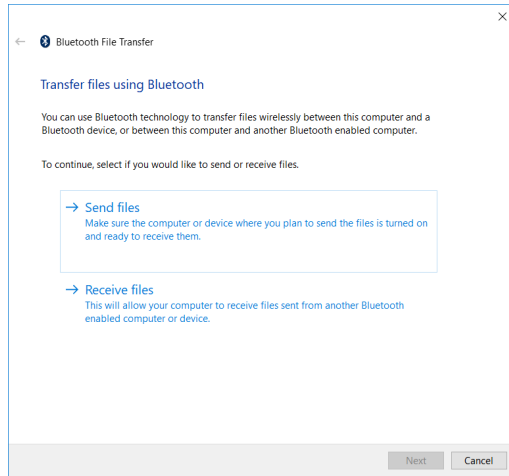 Bluetooth File Transfer
Transfer files using Bluetooth
You can use Bluetooth technology to transfer files wirelessly between this computer and a
Bluetooth device, or between this computer and another Bluetooth enabled computer.
To continue, select if you would like to send or receive files.
Send files
Make sure the computer or device where you plan to send the files is turned on
and ready to receive them.
Receive files
This will allow your computer to receive files sent from another Bluetooth
enabled computer or device.
Next Cancel